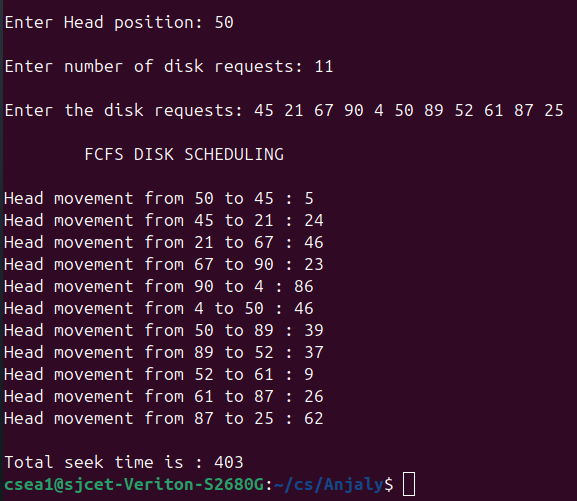 Enter Head position: 50
Enter number of disk requests: 11
Enter the disk requests: 45 21 67 90 4 50 89 52 61 87 25
FCFS DISK SCHEDULING
Head movement from 50 to 45 : 5
Head movement from 45 to 21 : 24
Head movement from 21 to 67 : 46
Head movement from 67 to 90 : 23
Head movement from 90 to 4 : 86
Head movement from 4 to 50 : 46
Head movement from 50 to 89 : 39
Head movement from 89 to 52 : 37
Head movement from 52 to 61 : 9
Head movement from 61 to 87 : 26
Head movement from 87 to 25 : 62
Total seek time is : 403
csea1@sjcet-Veriton-S2680G:~/cs/Anjaly$